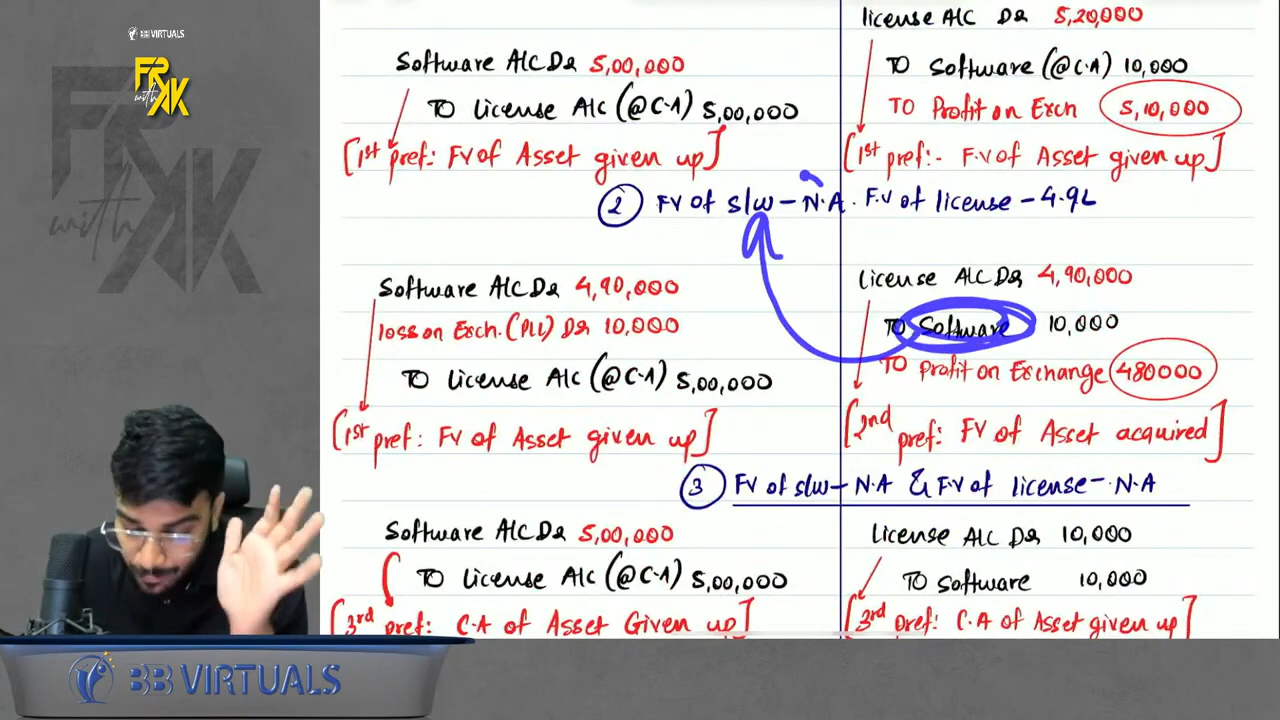 BB VIRTUALS
FR with AK
FR with AK
Software A/C Dr 5,00,000
To License A/C (@C.A) 5,00,000
[1st pref: FV of Asset given up]
license A/C Dr 5,20,000
To Software (@C.A) 10,000
To Profit on Exch 5,10,000
[1st pref:- F.V of Asset given up]
2 FV of s/w - N.A. F.V of license - 4.9L
Software A/C Dr 4,90,000
loss on Exch. (P/L) Dr 10,000
To License A/C (@C.A) 5,00,000
[1st pref: FV of Asset given up]
license A/C Dr 4,90,000
To Software 10,000
To Profit on Exchange 480000
[2nd pref: FV of Asset acquired]
3 FV of s/w - N.A & F.V of license - N.A
Software A/C Dr 5,00,000
To License A/C (@C.A) 5,00,000
[3rd pref: C.A of Asset Given up]
License A/C Dr 10,000
To Software 10,000
[3rd pref: C.A of Asset given up]
BB VIRTUALS